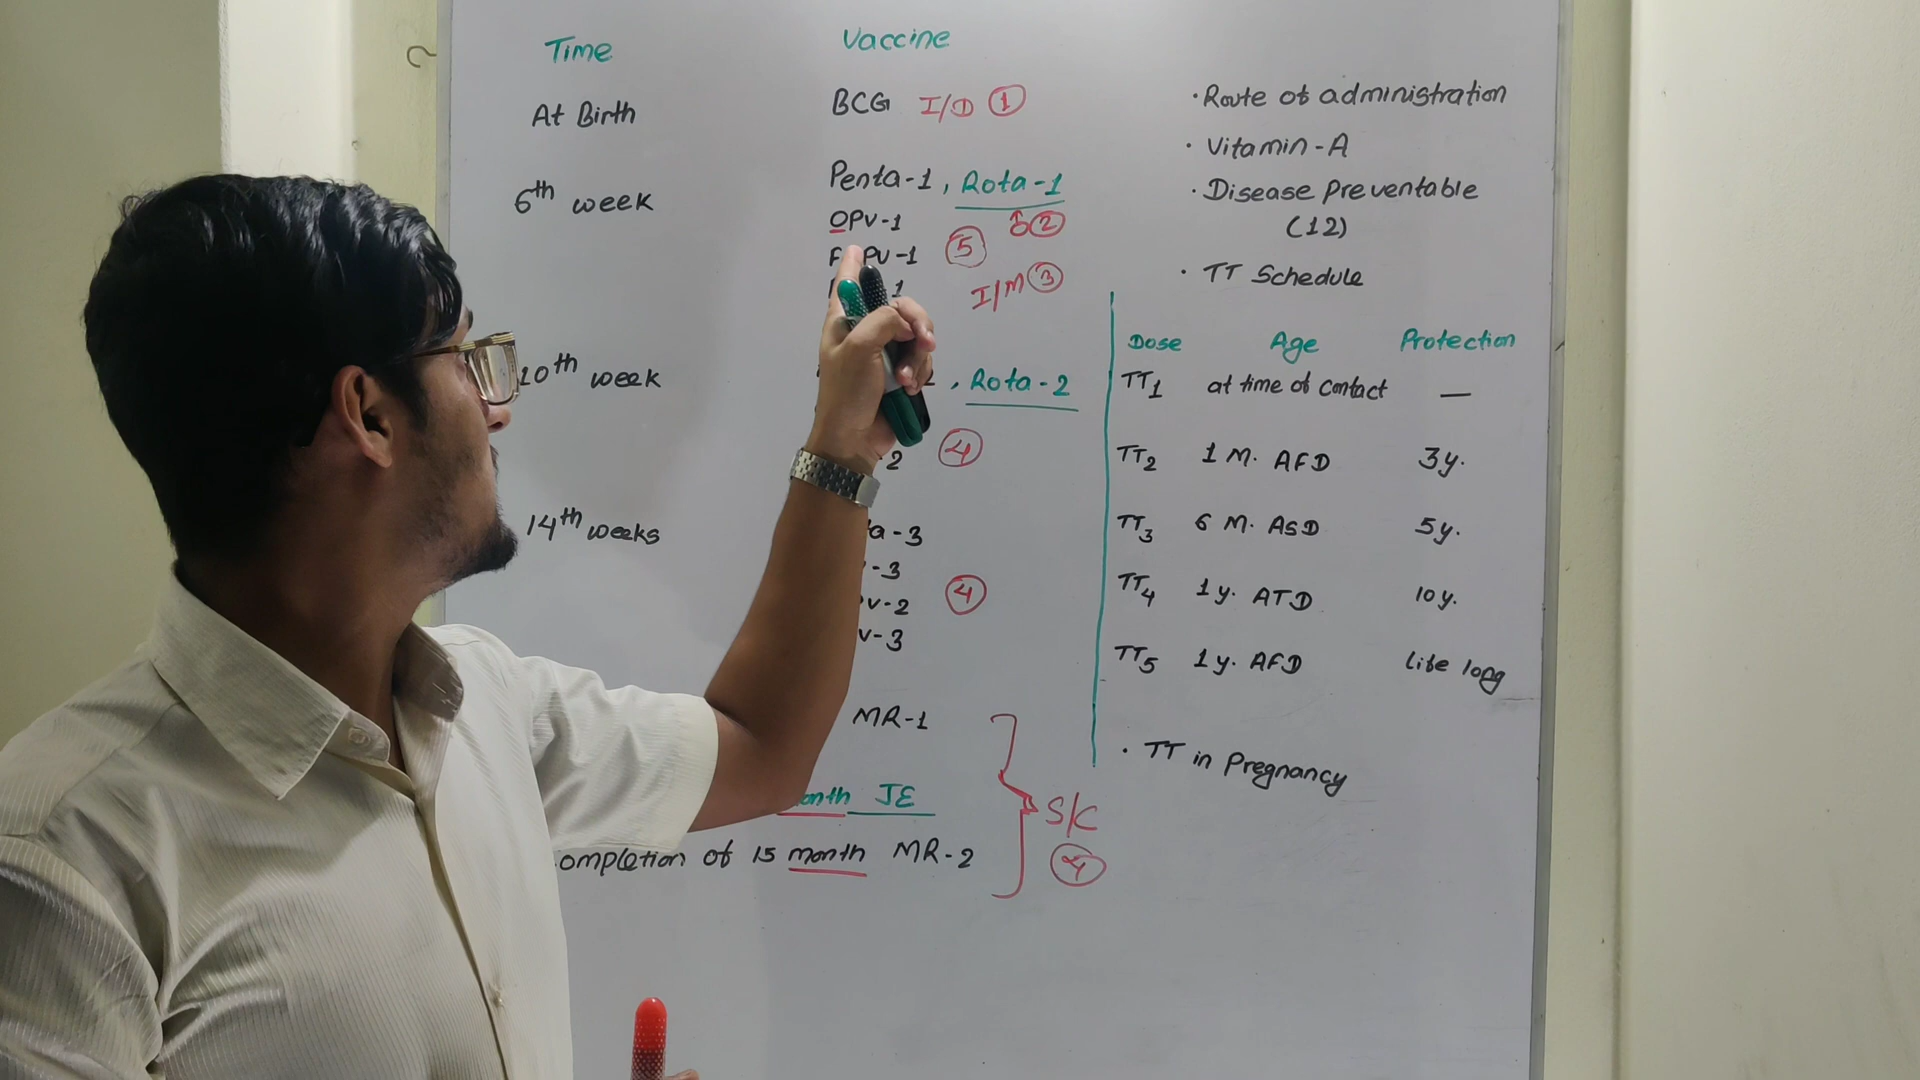 Time Vaccine
At Birth BCG I/D ①
6th week Penta-1, Rota-1
OPV-1 ②
PV-1 ⑤
1 I/M ③
10th week , Rota-2
-2 ④
14th weeks a-3
-3
V-2 ④
V-3
MR-1
onth JE
S/C
ompletion of 15 month MR-2
④
• Route of administration
• Vitamin-A
• Disease Preventable
(12)
• TT Schedule
Dose Age Protection
TT1 at time of contact —
TT2 1 M. AFD 3y.
TT3 6 M. ASD 5y.
TT4 1y. ATD 10y.
TT5 1y. AFD life long
• TT in Pregnancy